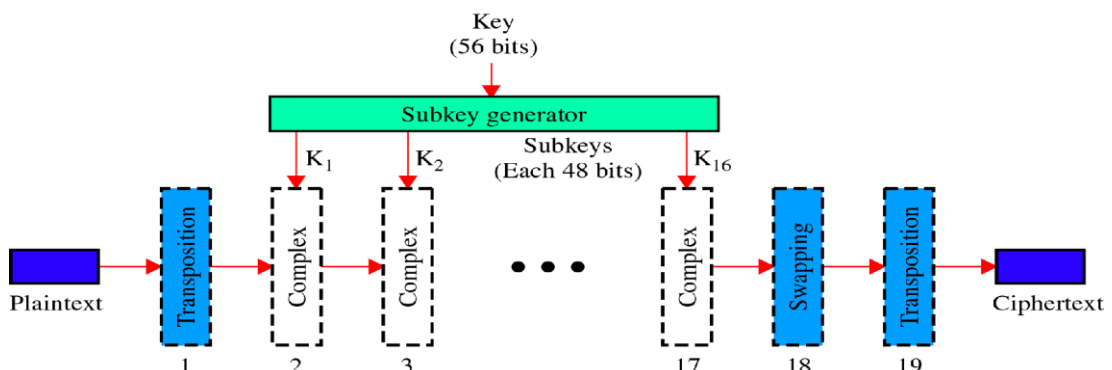 Key
(56 bits)
Subkey generator
Subkeys
(Each 48 bits)
K₁
K₂
K₁₆
Plaintext
Transposition
Complex
Complex
Complex
Swapping
Transposition
Ciphertext
1
2
3
17
18
19